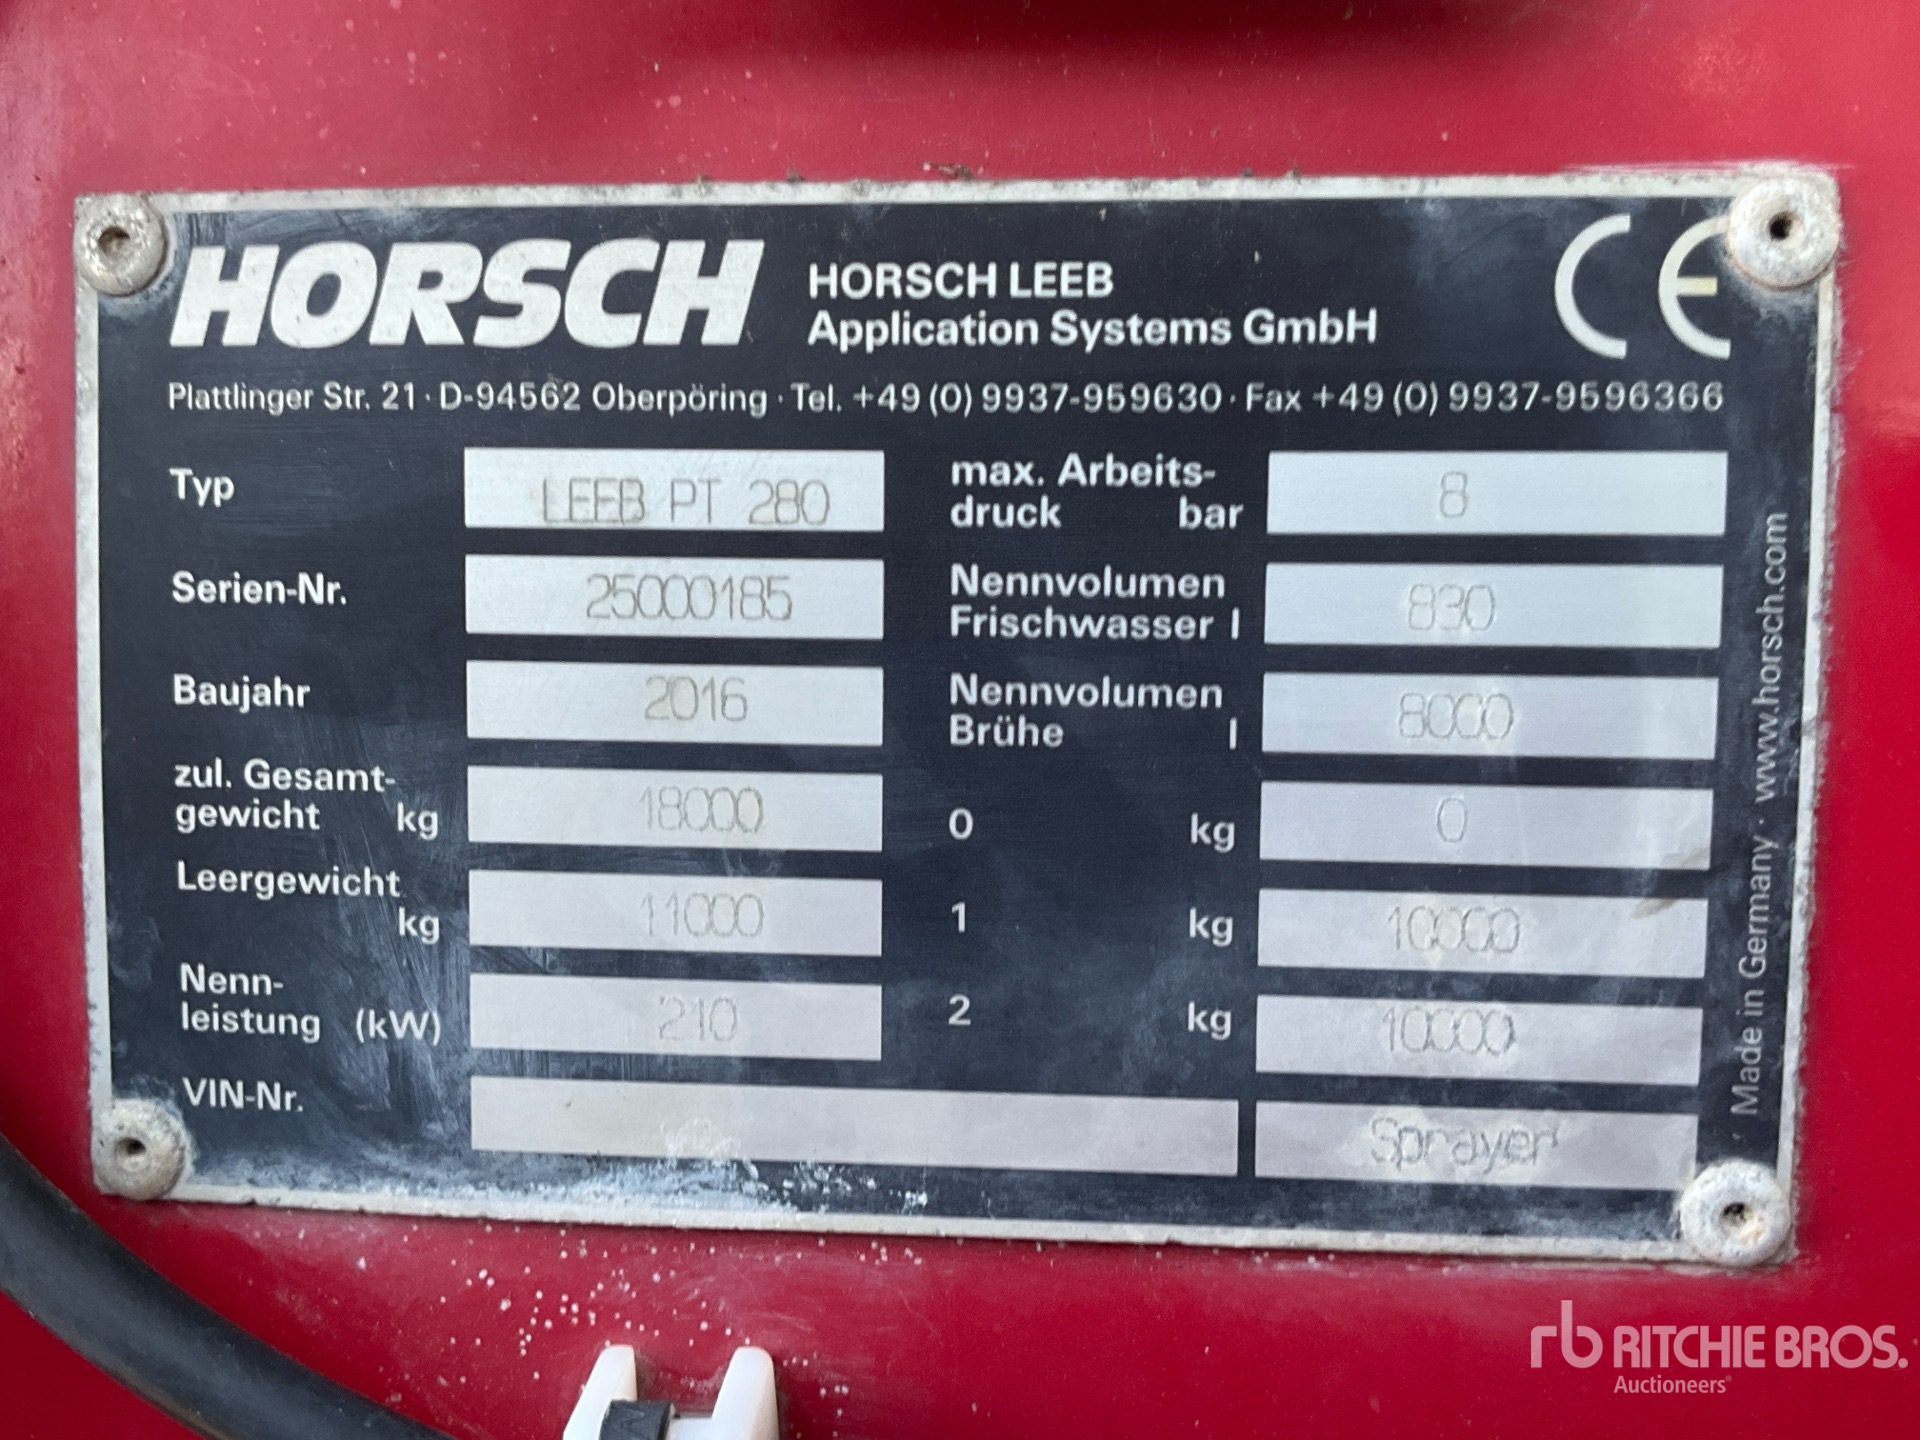 HORSCH
HORSCH LEEB
Application Systems GmbH
CE
Plattlinger Str. 21 · D-94562 Oberpöring · Tel. +49 (0) 9937-959630 · Fax +49 (0) 9937-9596366
Typ LEEB PT 280
Serien-Nr. 25000185
Baujahr 2016
zul. Gesamt-
gewicht kg 18000
Leergewicht
kg 11000
Nenn-
leistung (kW) 210
VIN-Nr.
max. Arbeits-
druck bar 8
Nennvolumen
Frischwasser l 830
Nennvolumen
Brühe l 8000
0 kg 0
1 kg 10000
2 kg 10000
Sprayer
Made in Germany · www.horsch.com
rb RITCHIE BROS.
Auctioneers